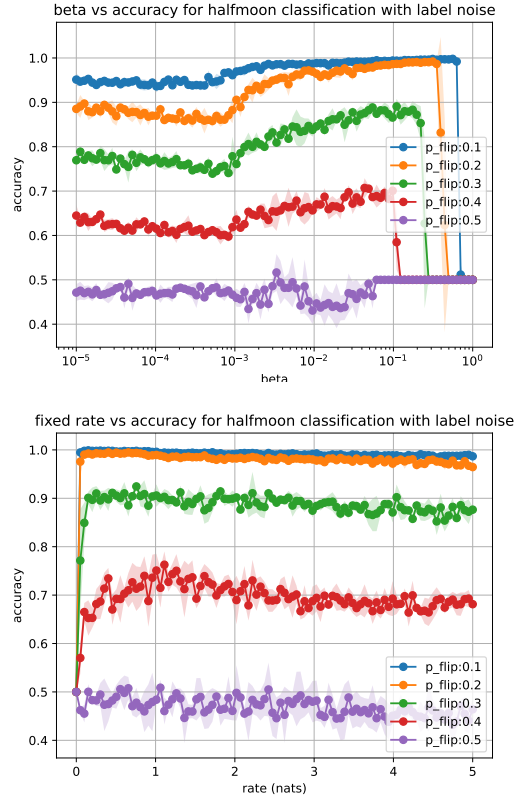 beta vs accuracy for halfmoon classification with label noise
1.0
0.9
0.8
0.7
0.6
0.5
0.4
accuracy
p_flip:0.1
p_flip:0.2
p_flip:0.3
p_flip:0.4
p_flip:0.5
10⁻⁵
10⁻⁴
10⁻³
10⁻²
10⁻¹
10⁰
beta
fixed rate vs accuracy for halfmoon classification with label noise
1.0
0.9
0.8
0.7
0.6
0.5
0.4
accuracy
p_flip:0.1
p_flip:0.2
p_flip:0.3
p_flip:0.4
p_flip:0.5
0
1
2
3
4
5
rate (nats)